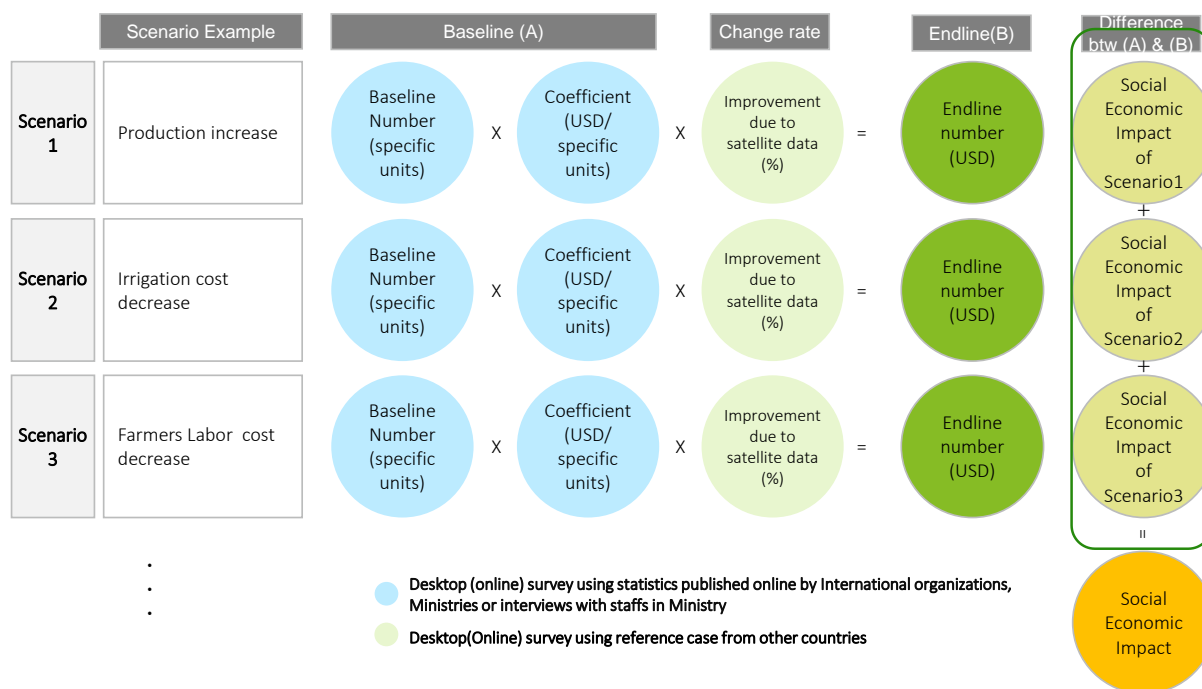 Scenario Example
Baseline (A)
Change rate
Endline(B)
Difference
btw (A) & (B)
Scenario
1
Production increase
Baseline
Number
(specific
units)
X
Coefficient
(USD/
specific
units)
X
Improvement
due to
satellite data
(%)
=
Endline
number
(USD)
Social
Economic
Impact
of
Scenario1
+
Scenario
2
Irrigation cost
decrease
Baseline
Number
(specific
units)
X
Coefficient
(USD/
specific
units)
X
Improvement
due to
satellite data
(%)
=
Endline
number
(USD)
Social
Economic
Impact
of
Scenario2
+
Scenario
3
Farmers Labor  cost
decrease
Baseline
Number
(specific
units)
X
Coefficient
(USD/
specific
units)
X
Improvement
due to
satellite data
(%)
=
Endline
number
(USD)
Social
Economic
Impact
of
Scenario3
=
.
.
.
Desktop (online) survey using statistics published online by International organizations,
Ministries or interviews with staffs in Ministry
Desktop(Online) survey using reference case from other countries
Social
Economic
Impact